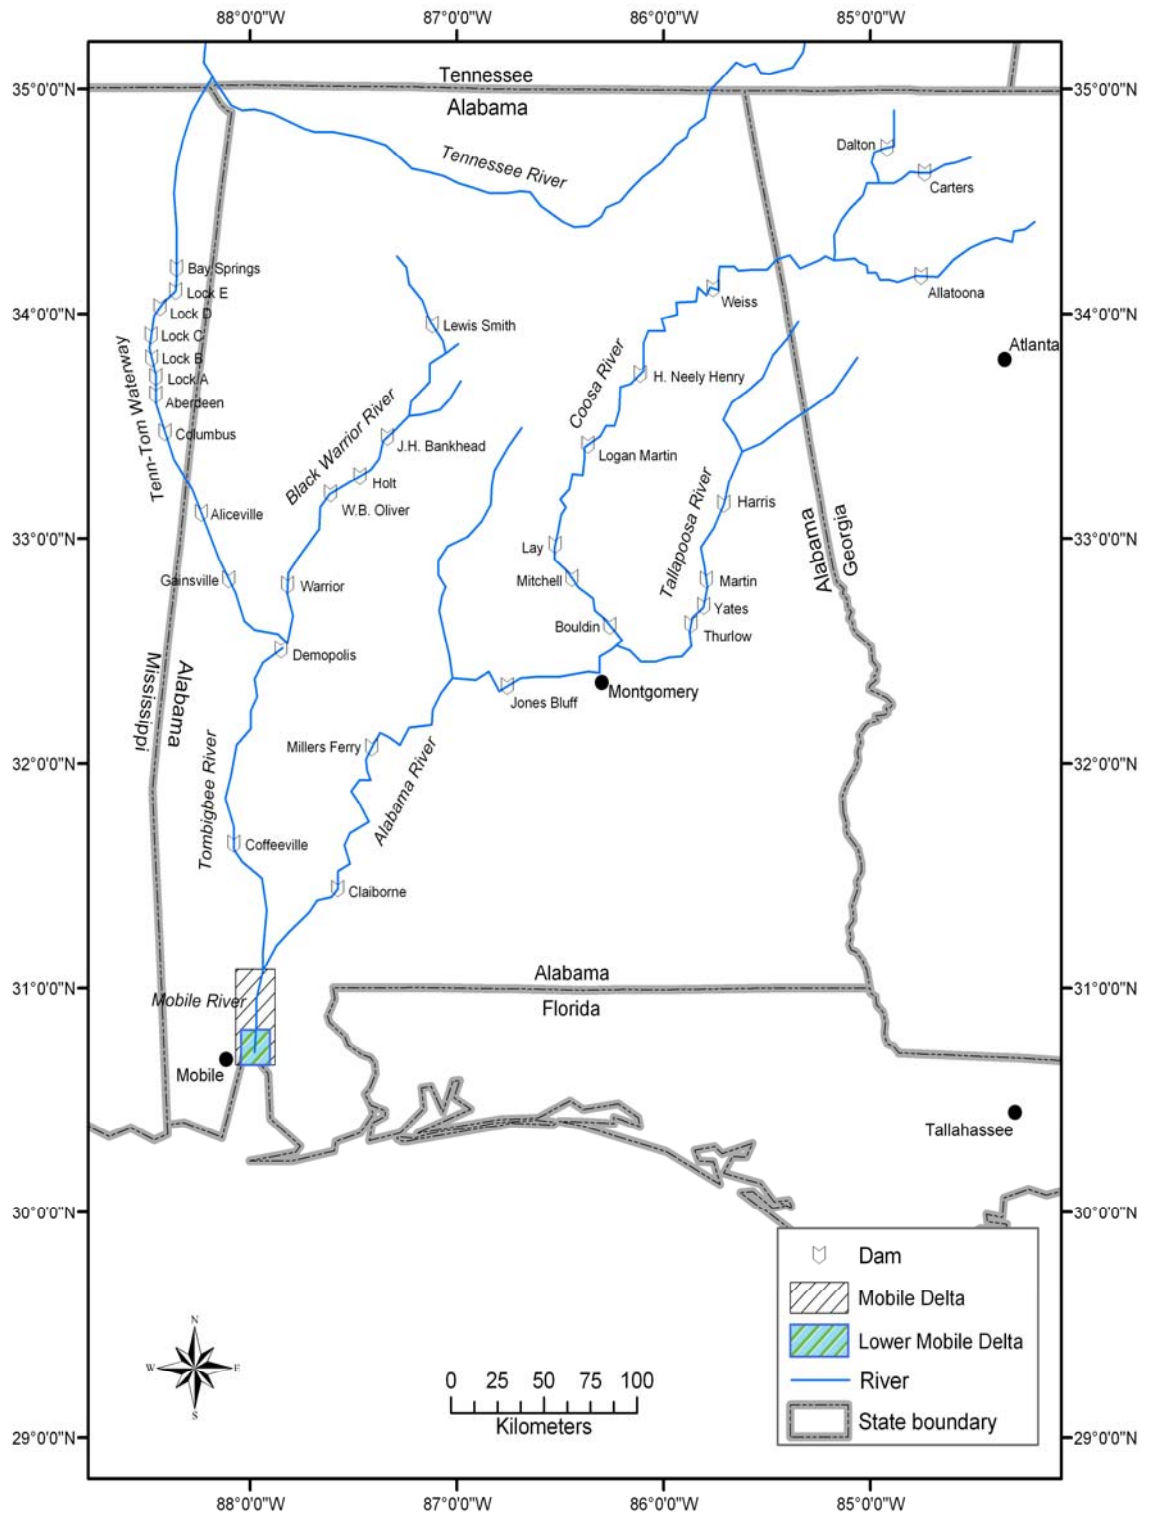 88°0'0"W
87°0'0"W
86°0'0"W
85°0'0"W
35°0'0"N
Tennessee
35°0'0"N
Alabama
Tennessee River
Dalton
Carters
Bay Springs
Lock E
Allatoona
Weiss
34°0'0"N
Lock D
34°0'0"N
Lewis Smith
Lock C
Atlanta
Lock B
Lock A
H. Neely Henry
Coosa River
Tenn-Tom Waterway
Aberdeen
Columbus
Black Warrior River
J.H. Bankhead
Logan Martin
Holt
W.B. Oliver
Harris
Aliceville
Tallapoosa River
33°0'0"N
Lay
Alabama
Georgia
33°0'0"N
Gainsville
Warrior
Mitchell
Martin
Yates
Bouldin
Thurlow
Demopolis
Mississippi
Alabama
Montgomery
Jones Bluff
Millers Ferry
32°0'0"N
32°0'0"N
Tombigbee River
Alabama River
Coffeeville
Claiborne
Alabama
31°0'0"N
Mobile River
31°0'0"N
Florida
Mobile
Tallahassee
30°0'0"N
30°0'0"N
Dam
Mobile Delta
Lower Mobile Delta
River
State boundary
N
W
E
S
0 25 50 75 100
Kilometers
29°0'0"N
29°0'0"N
88°0'0"W
87°0'0"W
86°0'0"W
85°0'0"W